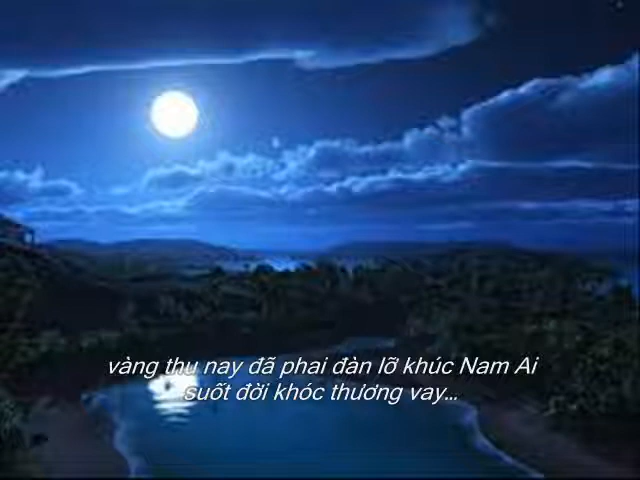 vàng thu nay đã phai đàn lỡ khúc Nam Ai
suốt đời khóc thương vay...